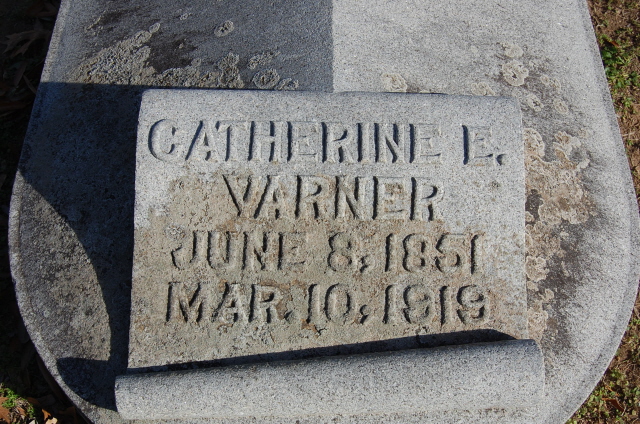 CATHERINE E.
VARNER
JUNE 8, 1851
MAR. 10, 1919